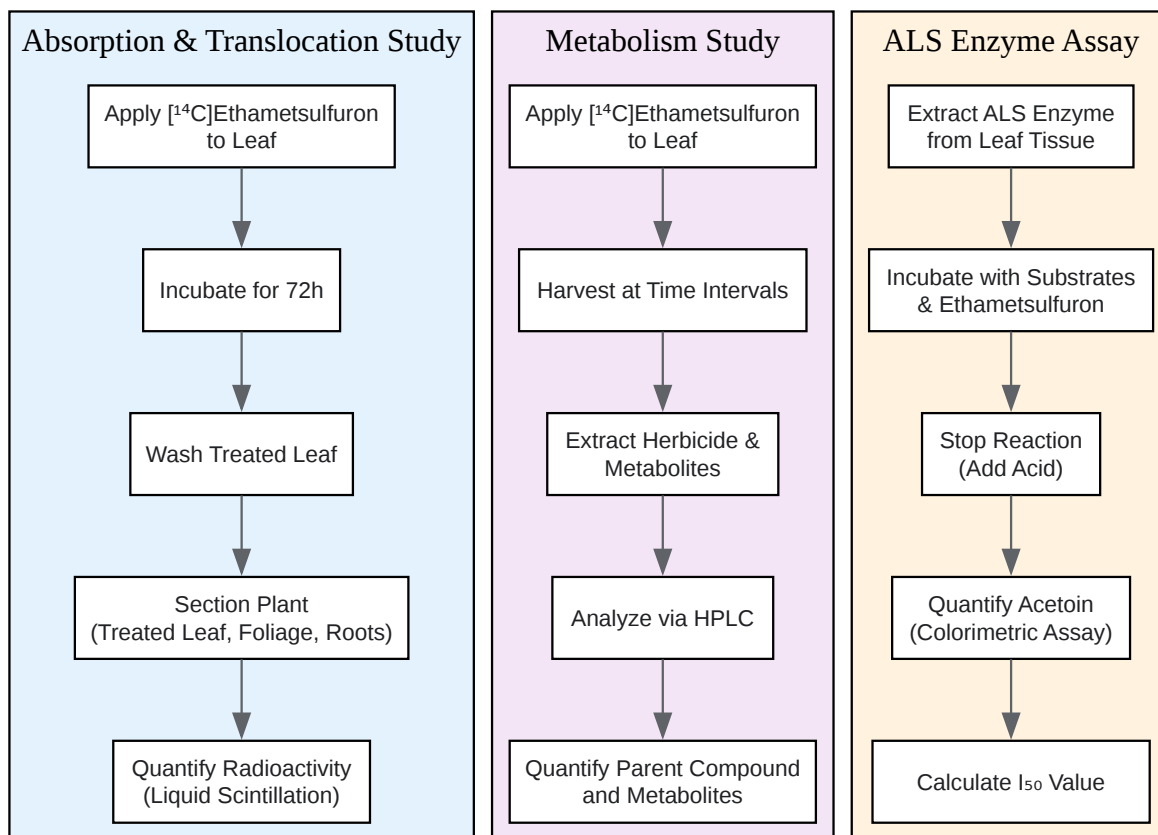 Absorption & Translocation Study
Apply [¹⁴C]Ethametsulfuron
to Leaf
Incubate for 72h
Wash Treated Leaf
Section Plant
(Treated Leaf, Foliage, Roots)
Quantify Radioactivity
(Liquid Scintillation)
Metabolism Study
Apply [¹⁴C]Ethametsulfuron
to Leaf
Harvest at Time Intervals
Extract Herbicide &
Metabolites
Analyze via HPLC
Quantify Parent Compound
and Metabolites
ALS Enzyme Assay
Extract ALS Enzyme
from Leaf Tissue
Incubate with Substrates
& Ethametsulfuron
Stop Reaction
(Add Acid)
Quantify Acetoin
(Colorimetric Assay)
Calculate I₅₀ Value